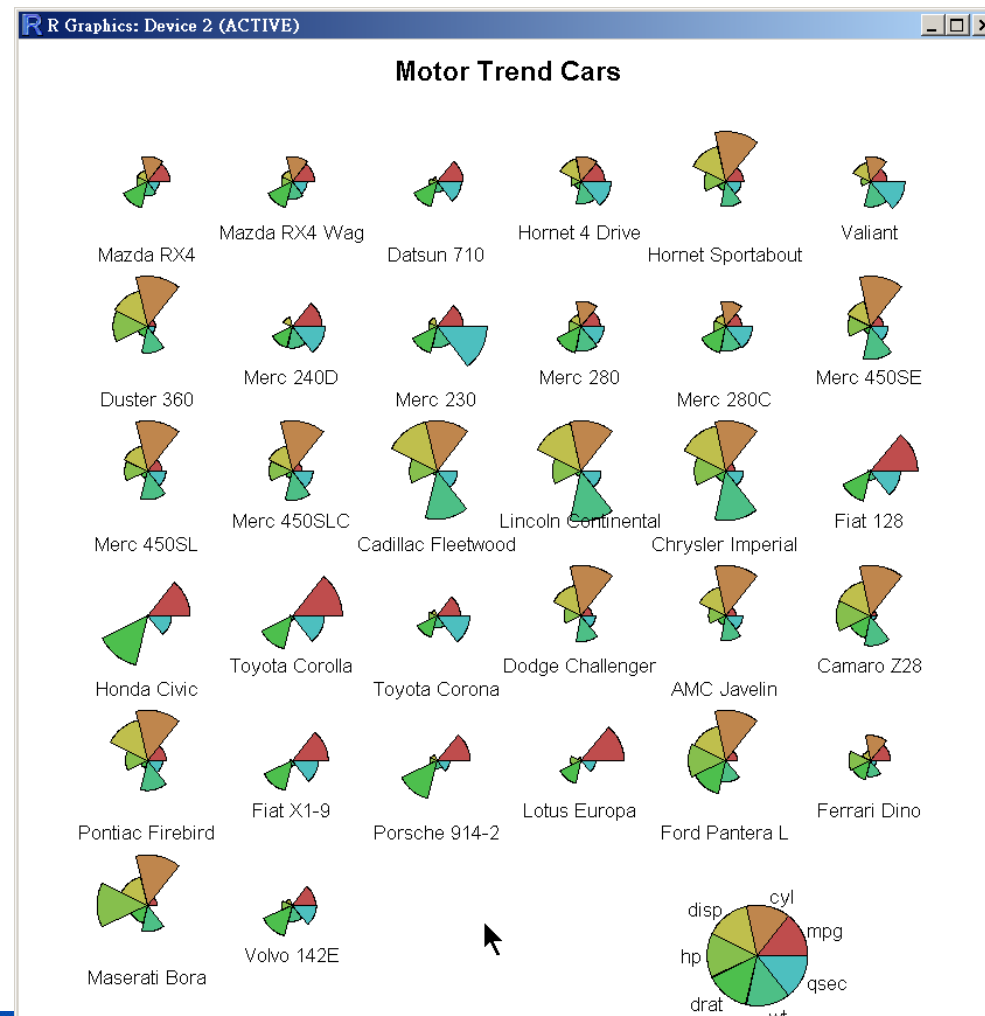 R Graphics: Device 2 (ACTIVE)
Motor Trend Cars
Mazda RX4
Mazda RX4 Wag
Datsun 710
Hornet 4 Drive
Hornet Sportabout
Valiant
Duster 360
Merc 240D
Merc 230
Merc 280
Merc 280C
Merc 450SE
Merc 450SL
Merc 450SLC
Cadillac Fleetwood
Lincoln Continental
Chrysler Imperial
Fiat 128
Honda Civic
Toyota Corolla
Toyota Corona
Dodge Challenger
AMC Javelin
Camaro Z28
Pontiac Firebird
Fiat X1-9
Porsche 914-2
Lotus Europa
Ford Pantera L
Ferrari Dino
Maserati Bora
Volvo 142E
cyl
disp
mpg
hp
qsec
drat
wt